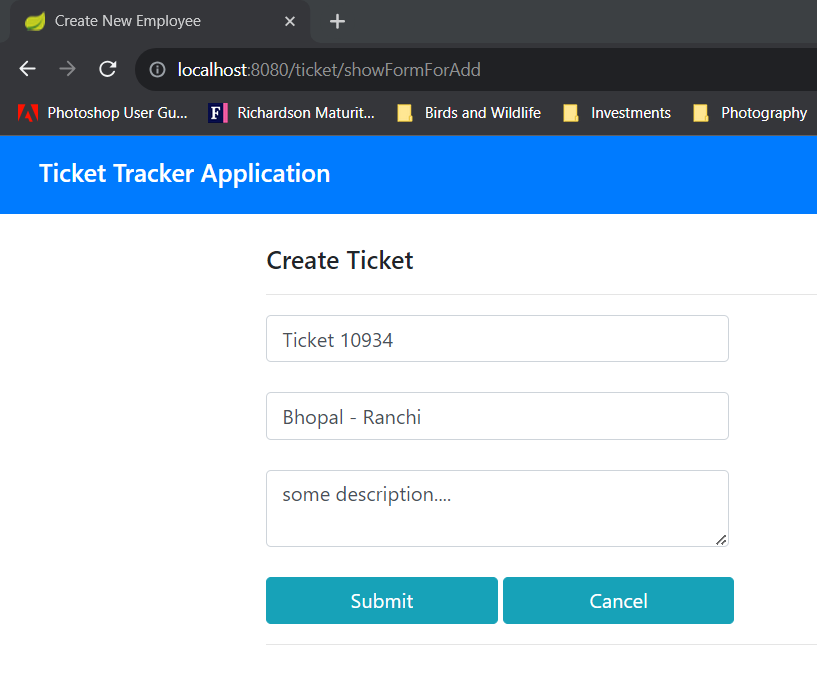 Create New Employee
localhost:8080/ticket/showFormForAdd
Photoshop User Gu... F Richardson Maturit... Birds and Wildlife Investments Photography
Ticket Tracker Application
Create Ticket
Ticket 10934
Bhopal - Ranchi
some description....
Submit Cancel